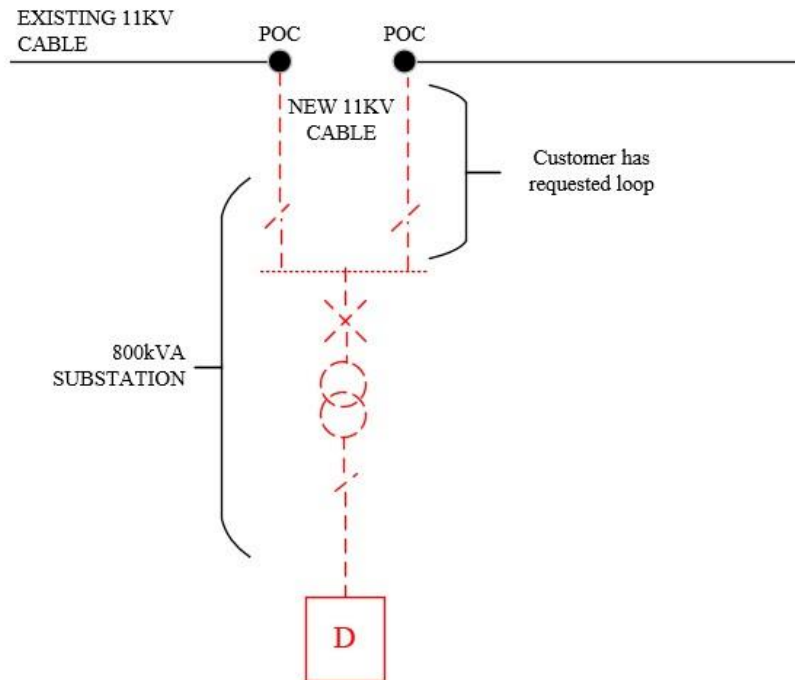 EXISTING 11KV
CABLE
POC
POC
NEW 11KV
CABLE
Customer has
requested loop
800kVA
SUBSTATION
D